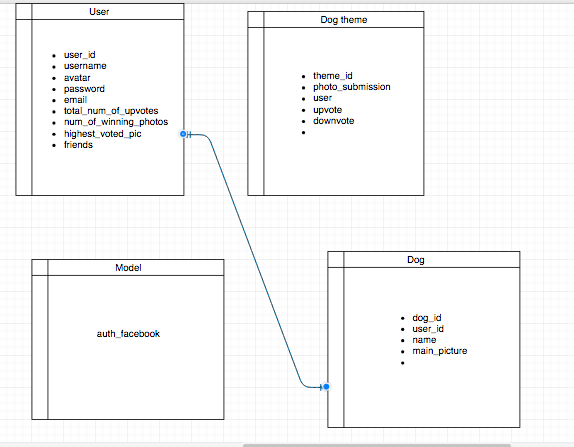 User
user_id
username
avatar
password
email
total_num_of_upvotes
num_of_winning_photos
highest_voted_pic
friends
Dog theme
theme_id
photo_submission
user
upvote
downvote
Model
auth_facebook
Dog
dog_id
user_id
name
main_picture